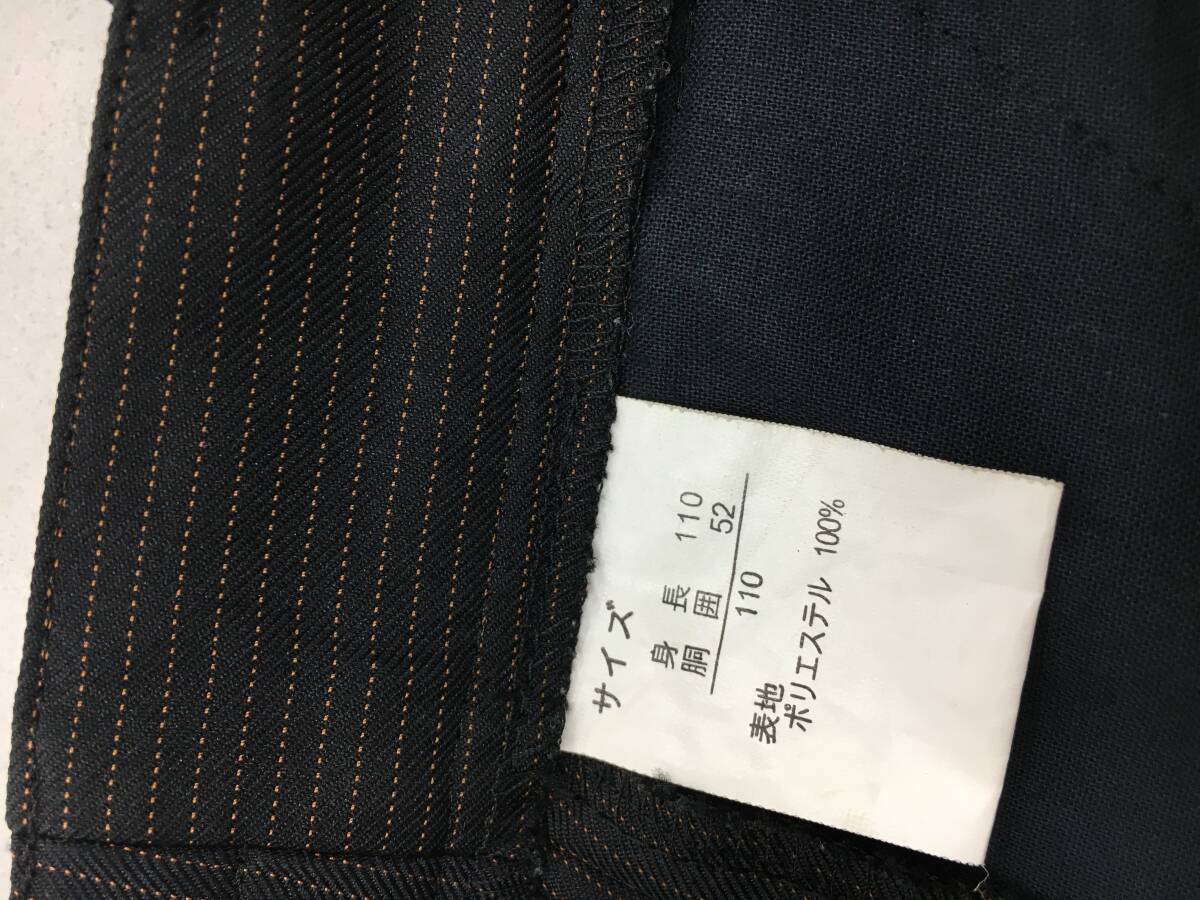 サイズ
身長 110
胴囲 52
110
表地
ポリエステル 100%